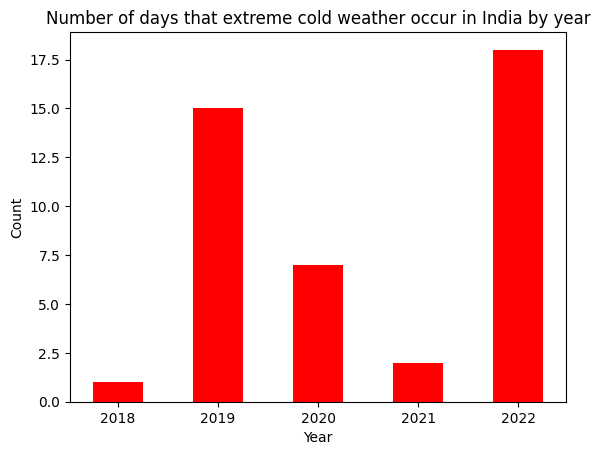 Number of days that extreme cold weather occur in India by year
17.5
15.0
12.5
10.0
7.5
5.0
2.5
0.0
Count
2018 2019 2020 2021 2022
Year